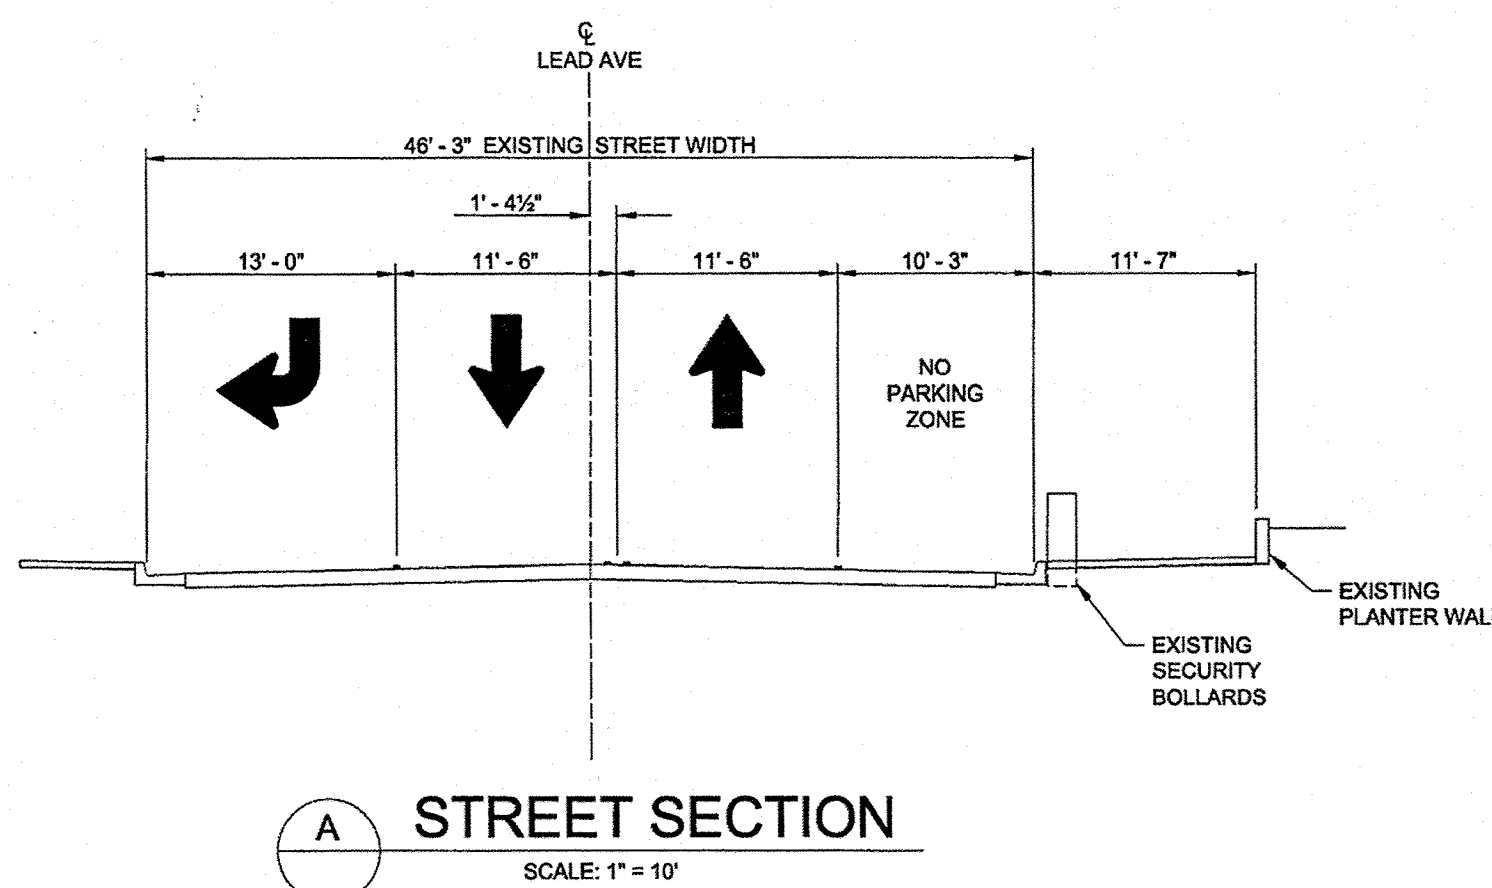 ℄
LEAD AVE
46' - 3" EXISTING STREET WIDTH
1' - 4½"
13' - 0" 11' - 6" 11' - 6" 10' - 3" 11' - 7"
NO
PARKING
ZONE
EXISTING
PLANTER WAL
EXISTING
SECURITY
BOLLARDS
A STREET SECTION
SCALE: 1" = 10'